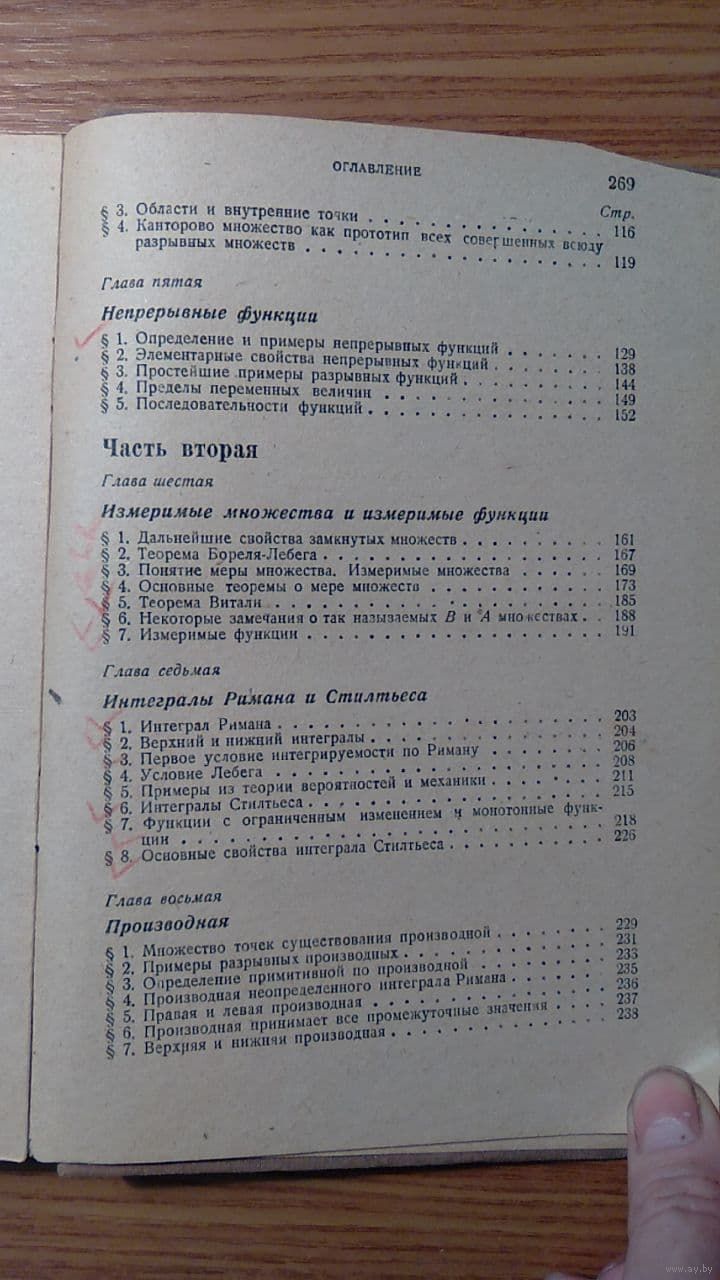 ОГЛАВЛЕНИЕ 269
Стр.
§ 3. Области и внутренние точки . . . . . . . . . . . . . . . 116
§ 4. Канторово множество как прототип всех совершенных всюду
разрывных множеств . . . . . . . . . . . . . . . . . . . 119
Глава пятая
Непрерывные функции
§ 1. Определение и примеры непрерывных функций . . . . . . . 129
§ 2. Элементарные свойства непрерывных функций . . . . . . . 138
§ 3. Простейшие примеры разрывных функций . . . . . . . . . 144
§ 4. Пределы переменных величин . . . . . . . . . . . . . . 149
§ 5. Последовательности функций . . . . . . . . . . . . . . . 152
Часть вторая
Глава шестая
Измеримые множества и измеримые функции
§ 1. Дальнейшие свойства замкнутых множеств . . . . . . . . . 161
§ 2. Теорема Бореля-Лебега . . . . . . . . . . . . . . . . . . 167
§ 3. Понятие меры множества. Измеримые множества . . . . . . 169
§ 4. Основные теоремы о мере множеств . . . . . . . . . . . 173
§ 5. Теорема Витали . . . . . . . . . . . . . . . . . . . . . 185
§ 6. Некоторые замечания о так называемых B и A множествах . . 188
§ 7. Измеримые функции . . . . . . . . . . . . . . . . . . . 191
Глава седьмая
Интегралы Римана и Стилтьеса
§ 1. Интеграл Римана . . . . . . . . . . . . . . . . . . . . 203
§ 2. Верхний и нижний интегралы . . . . . . . . . . . . . . . 204
§ 3. Первое условие интегрируемости по Риману . . . . . . . . 206
§ 4. Условие Лебега . . . . . . . . . . . . . . . . . . . . . 208
§ 5. Примеры из теории вероятностей и механики . . . . . . . . 211
§ 6. Интегралы Стилтьеса . . . . . . . . . . . . . . . . . . 215
§ 7. Функции с ограниченным изменением и монотонные функ-
ции . . . . . . . . . . . . . . . . . . . . . . . . . . 218
§ 8. Основные свойства интеграла Стилтьеса . . . . . . . . . . 226
Глава восьмая
Производная
§ 1. Множество точек существования производной . . . . . . . 229
§ 2. Примеры разрывных производных . . . . . . . . . . . . . 231
§ 3. Определение примитивной по производной . . . . . . . . 233
§ 4. Производная неопределенного интеграла Римана . . . . . . 235
§ 5. Правая и левая производная . . . . . . . . . . . . . . . 236
§ 6. Производная принимает все промежуточные значения . . . . 237
§ 7. Верхняя и нижняя производная . . . . . . . . . . . . . . 238
www.ay.by